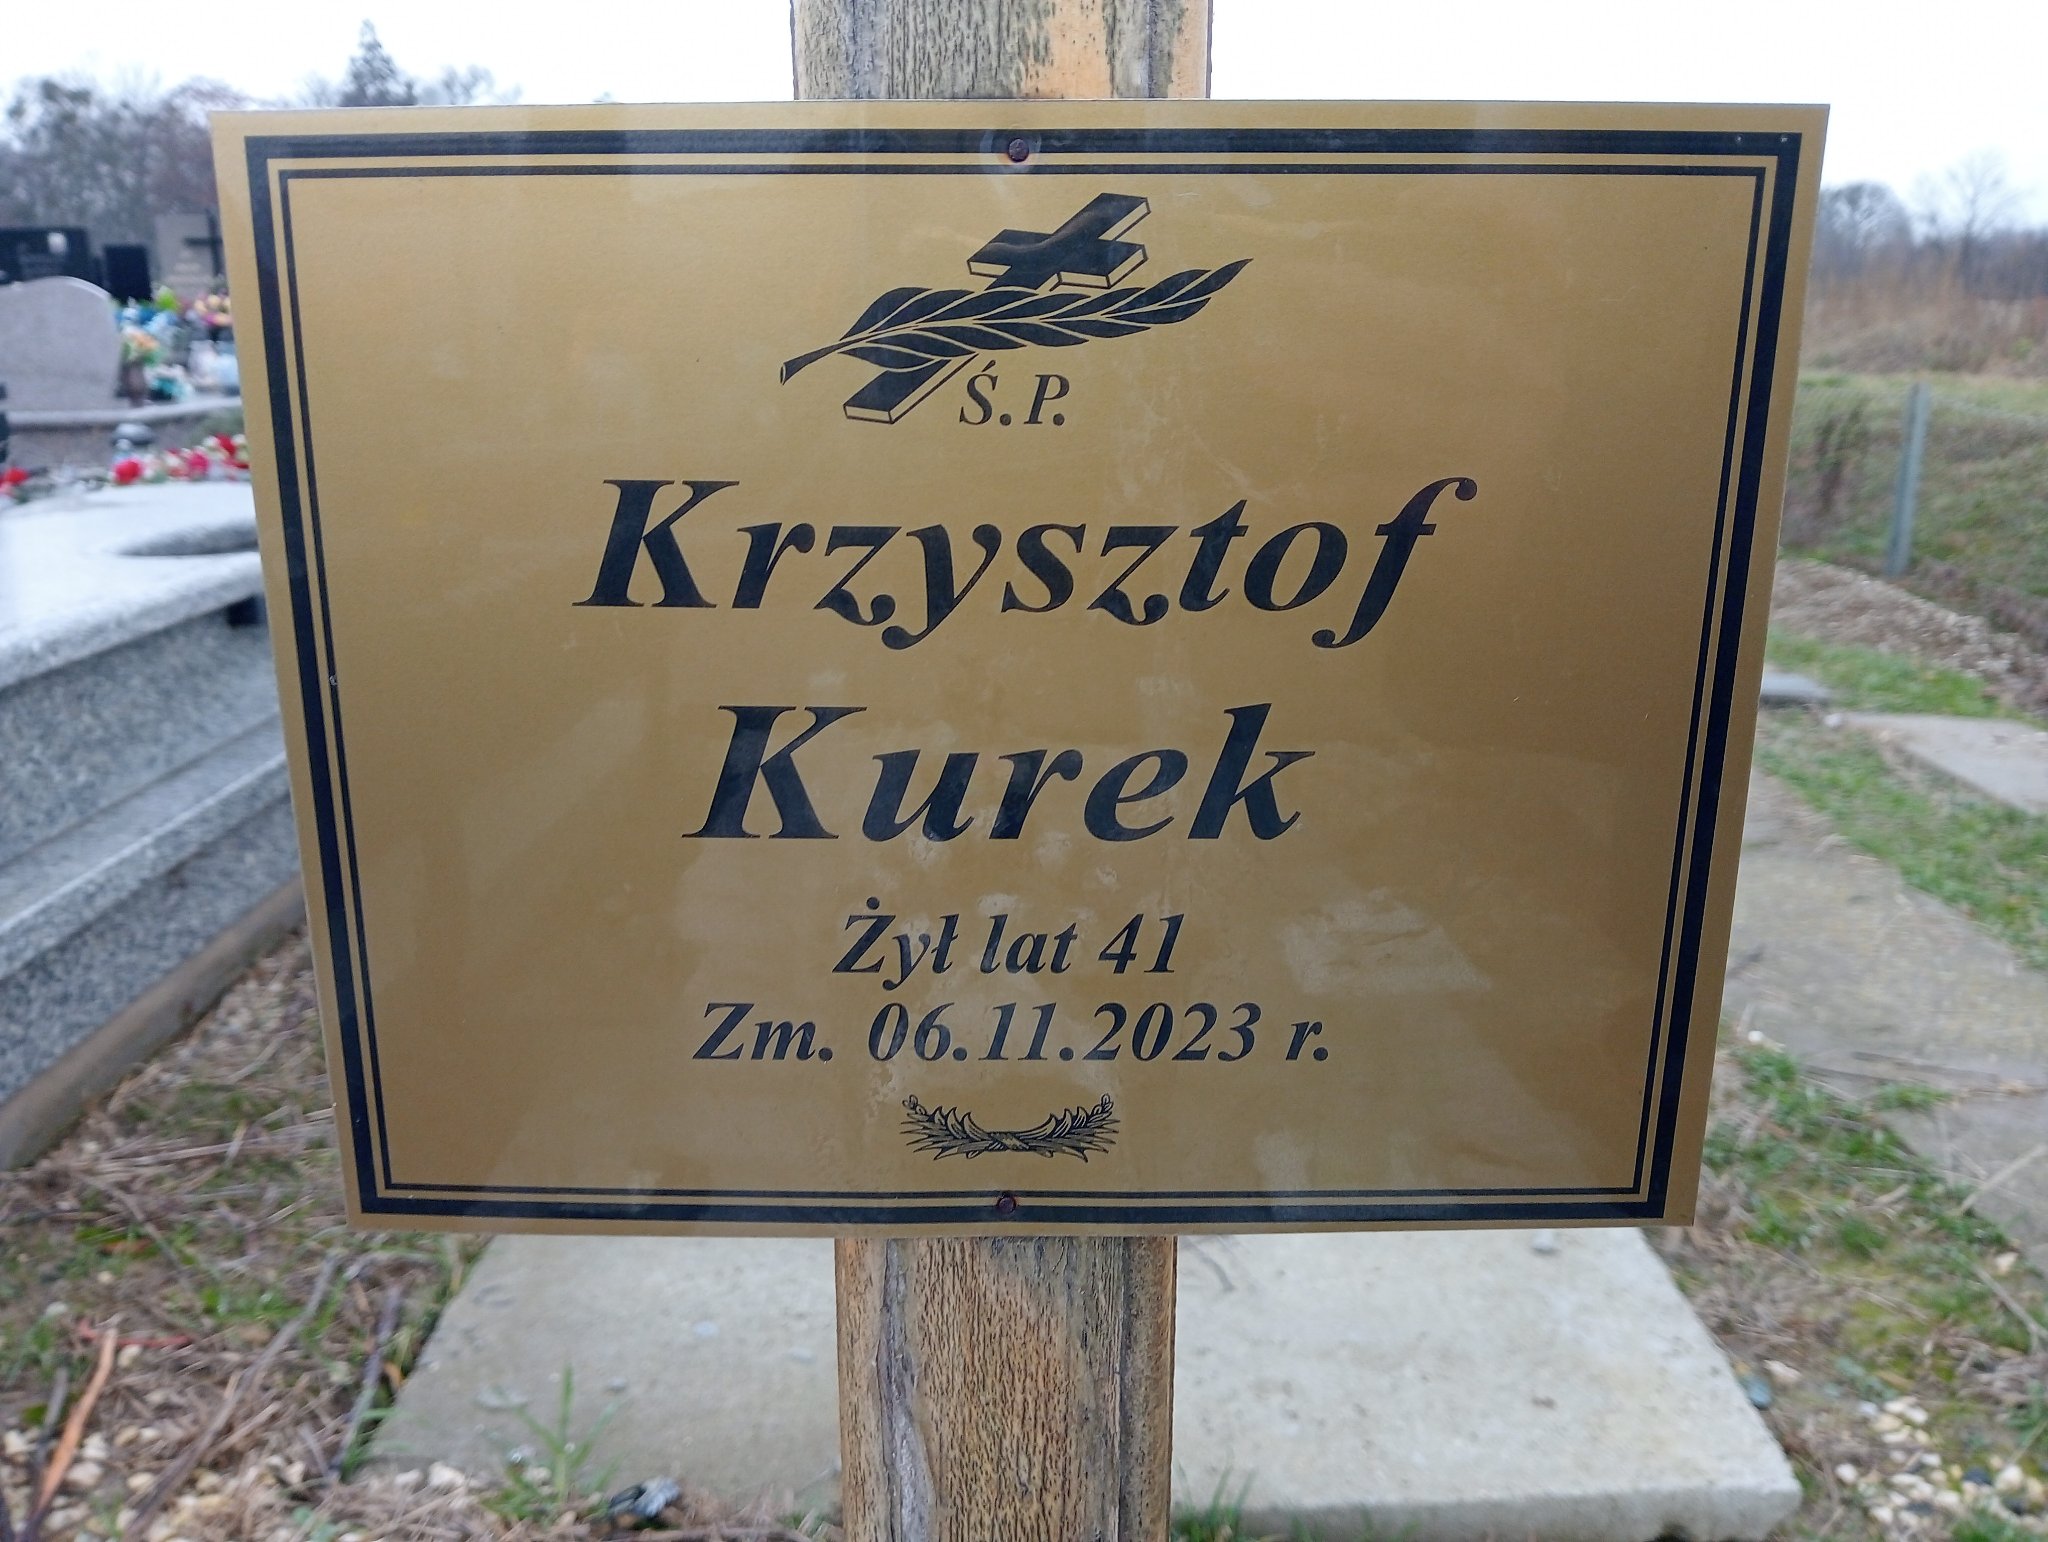 Ś.P.
Krzysztof
Kurek
Żył lat 41
Zm. 06.11.2023 r.